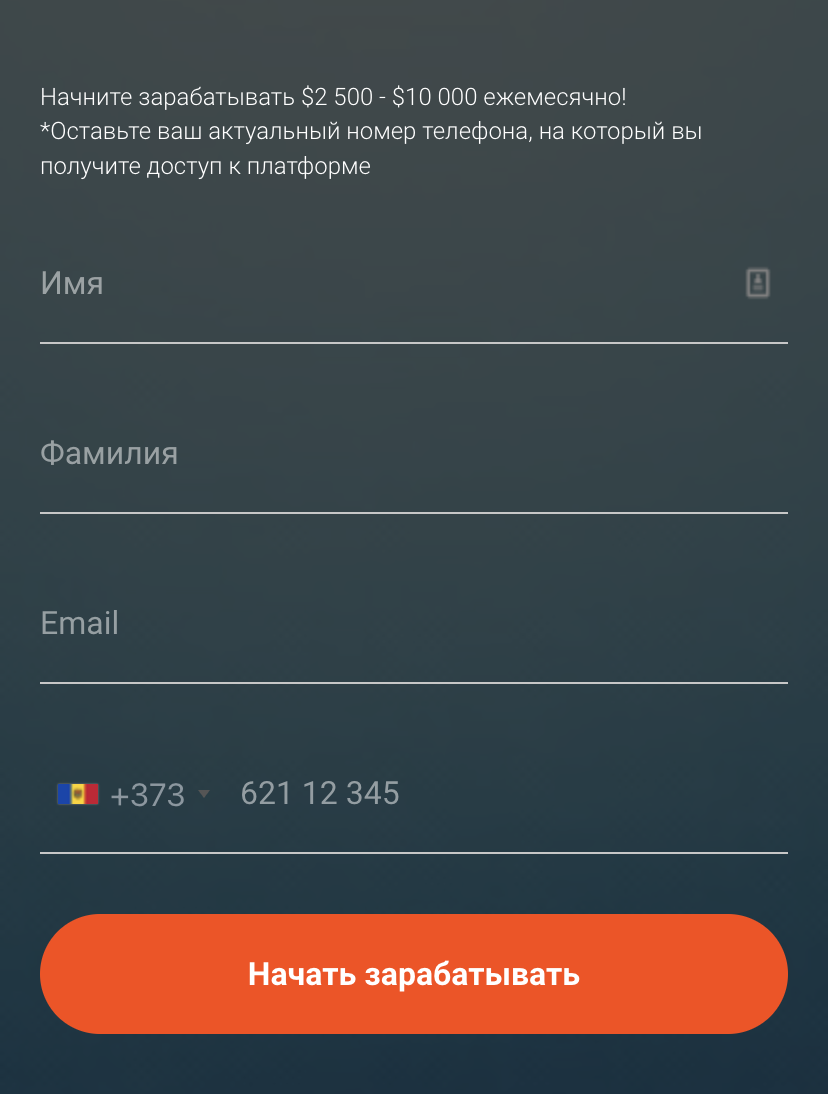 Начните зарабатывать $2 500 - $10 000 ежемесячно!
*Оставьте ваш актуальный номер телефона, на который вы
получите доступ к платформе
Имя
Фамилия
Email
+373 621 12 345
Начать зарабатывать